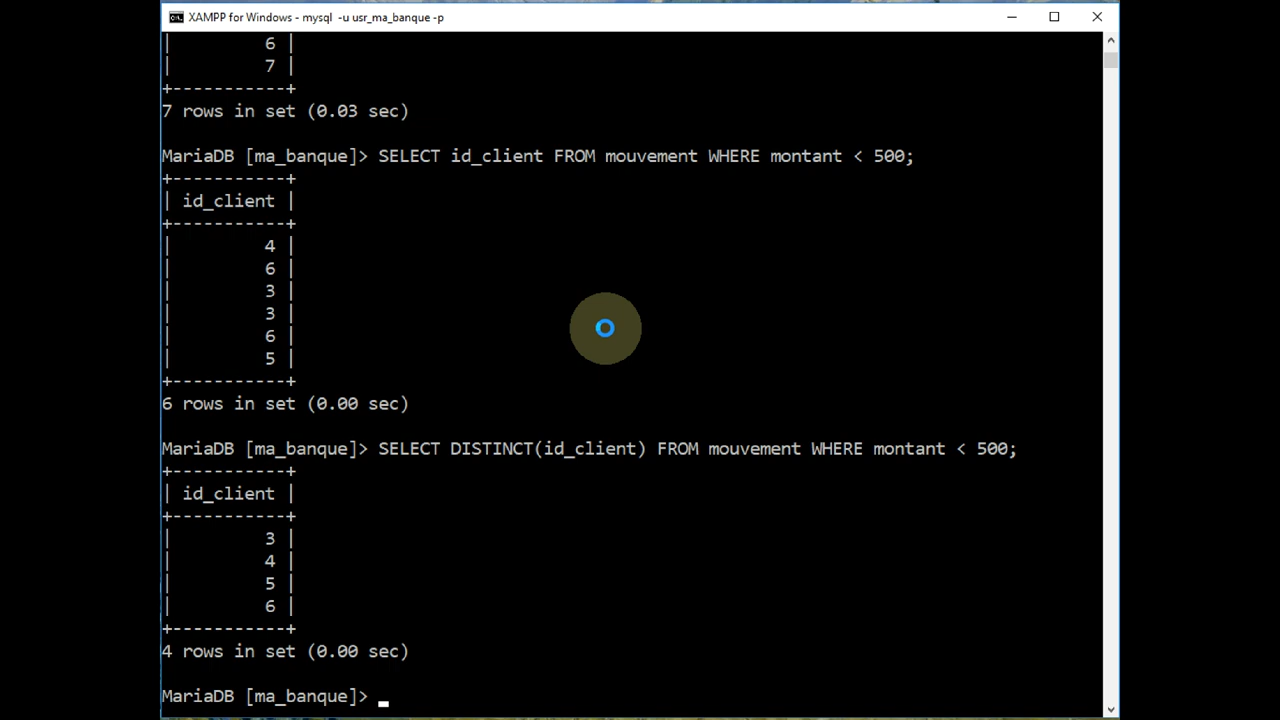 XAMPP for Windows - mysql -u usr_ma_banque -p
| 6 |
| 7 |
+-----------+
7 rows in set (0.03 sec)
MariaDB [ma_banque]> SELECT id_client FROM mouvement WHERE montant < 500;
+-----------+
| id_client |
+-----------+
| 4 |
| 6 |
| 3 |
| 3 |
| 6 |
| 5 |
+-----------+
6 rows in set (0.00 sec)
MariaDB [ma_banque]> SELECT DISTINCT(id_client) FROM mouvement WHERE montant < 500;
+-----------+
| id_client |
+-----------+
| 3 |
| 4 |
| 5 |
| 6 |
+-----------+
4 rows in set (0.00 sec)
MariaDB [ma_banque]> _